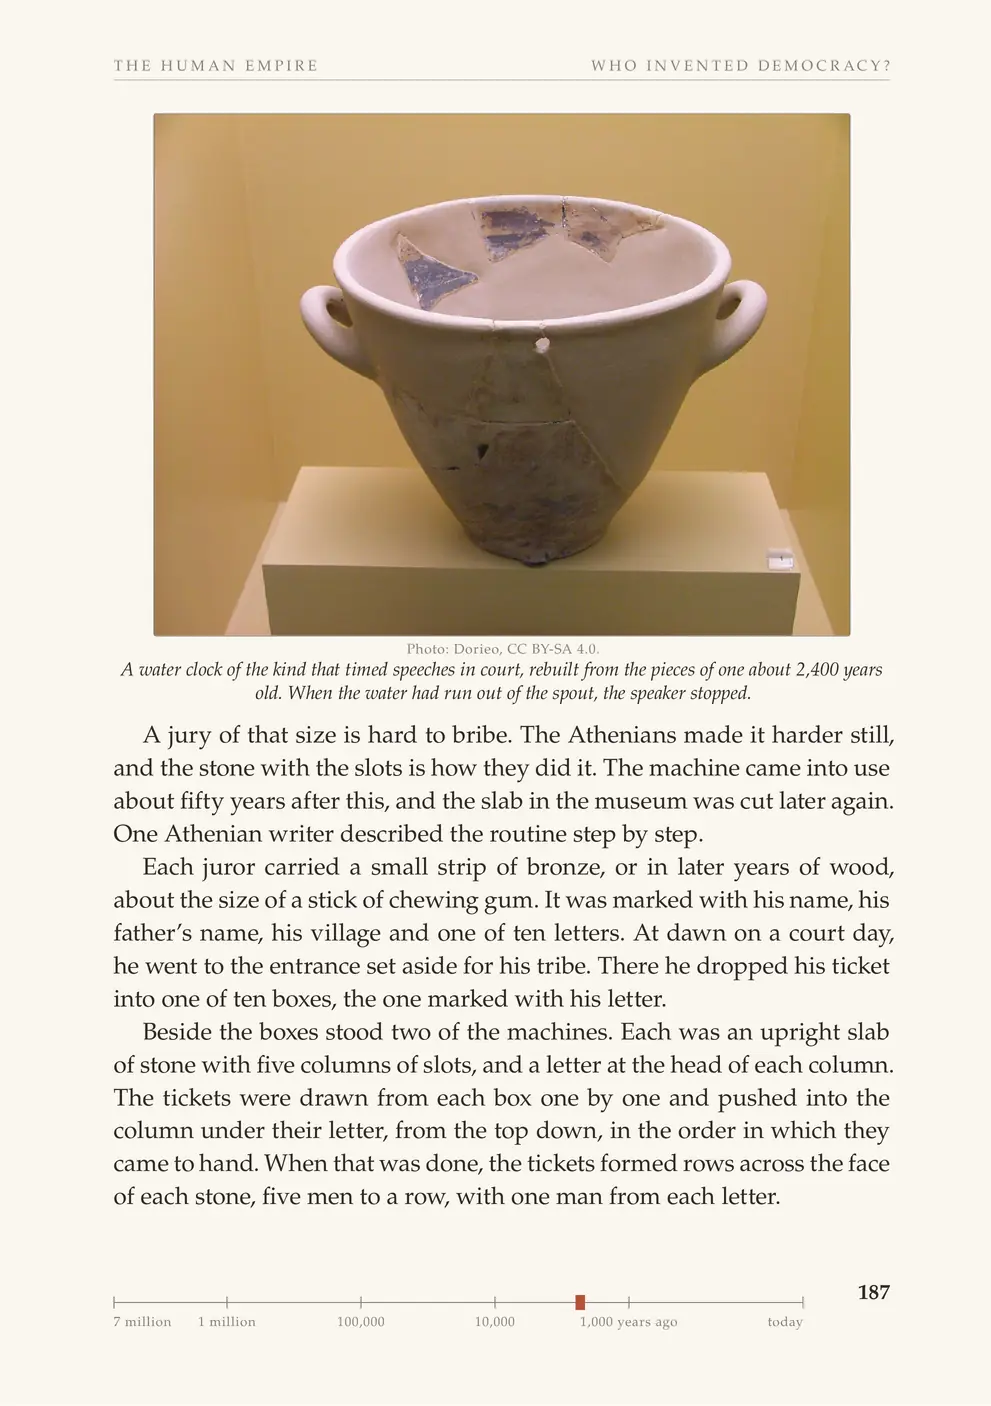 THE HUMAN EMPIRE
WHO INVENTED DEMOCRACY?
Photo: Dorieo, CC BY-SA 4.0.
A water clock of the kind that timed speeches in court, rebuilt from the pieces of one about 2,400 years
old. When the water had run out of the spout, the speaker stopped.
A jury of that size is hard to bribe. The Athenians made it harder still,
and the stone with the slots is how they did it. The machine came into use
about fifty years after this, and the slab in the museum was cut later again.
One Athenian writer described the routine step by step.
Each juror carried a small strip of bronze, or in later years of wood,
about the size of a stick of chewing gum. It was marked with his name, his
father’s name, his village and one of ten letters. At dawn on a court day,
he went to the entrance set aside for his tribe. There he dropped his ticket
into one of ten boxes, the one marked with his letter.
Beside the boxes stood two of the machines. Each was an upright slab
of stone with five columns of slots, and a letter at the head of each column.
The tickets were drawn from each box one by one and pushed into the
column under their letter, from the top down, in the order in which they
came to hand. When that was done, the tickets formed rows across the face
of each stone, five men to a row, with one man from each letter.
187
7 million 1 million 100,000 10,000 1,000 years ago today